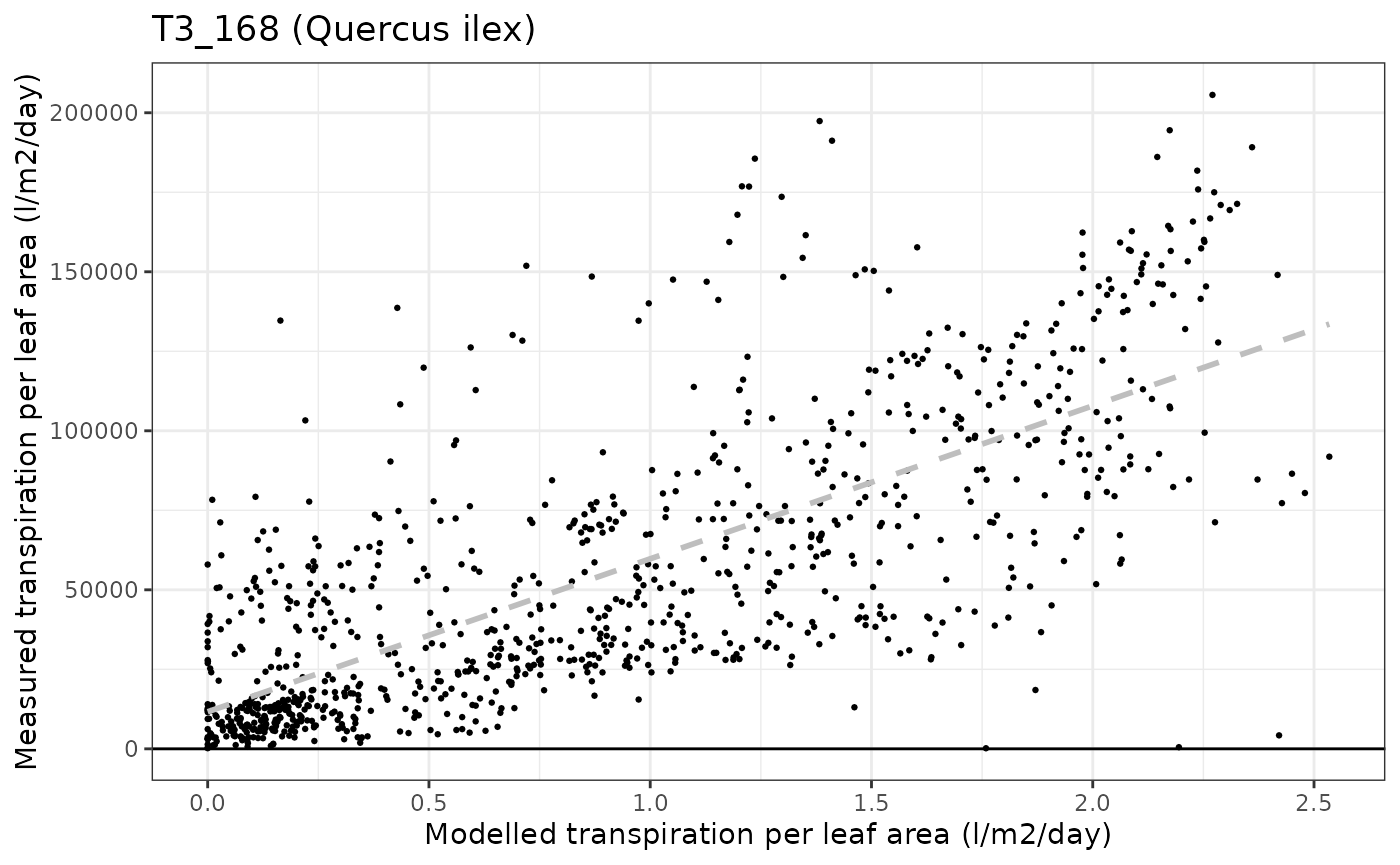 T3_168 (Quercus ilex)
Measured transpiration per leaf area (l/m2/day)
200000
150000
100000
50000
0
0.0 0.5 1.0 1.5 2.0 2.5
Modelled transpiration per leaf area (l/m2/day)